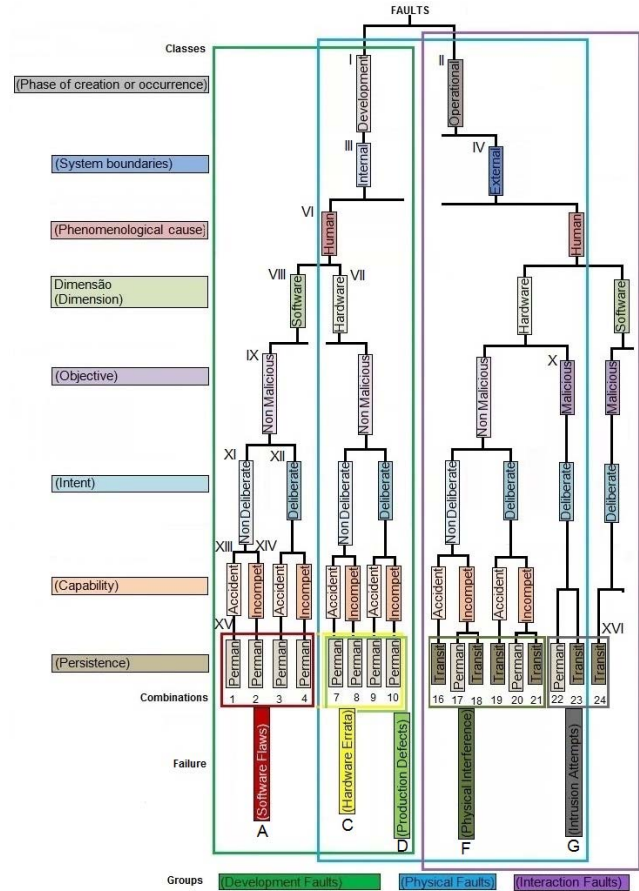 FAULTS
Classes
(Phase of creation or occurrence)
I
Development
II
Operational
(System boundaries)
III
Internal
IV
External
(Phenomenological cause)
VI
Human
Human
Dimensão
(Dimension)
VIII
Software
VII
Hardware
Hardware
Software
(Objective)
IX
Non Malicious
Non Malicious
Non Malicious
X
Malicious
Malicious
(Intent)
XI
Non Deliberate
XII
Deliberate
Non Deliberate
Deliberate
Non Deliberate
Deliberate
Deliberate
Deliberate
(Capability)
XIII
Accident
XIV
Incompet
Accident
Incompet
Accident
Incompet
Accident
Incompet
Accident
Incompet
Accident
Incompet
(Persistence)
XV
Perman
Perman
Perman
Perman
Perman
Perman
Perman
Perman
Transit
Perman
Transit
Transit
Perman
Transit
Perman
Transit
XVI
Transit
Combinations
1 2 3 4 7 8 9 10 16 17 18 19 20 21 22 23 24
Failure
(Software Flaws)
(Hardware Errata)
(Production Defects)
(Physical Interference)
(Intrusion Attempts)
A
C
D
F
G
Groups
(Development Faults)
(Physical Faults)
(Interaction Faults)